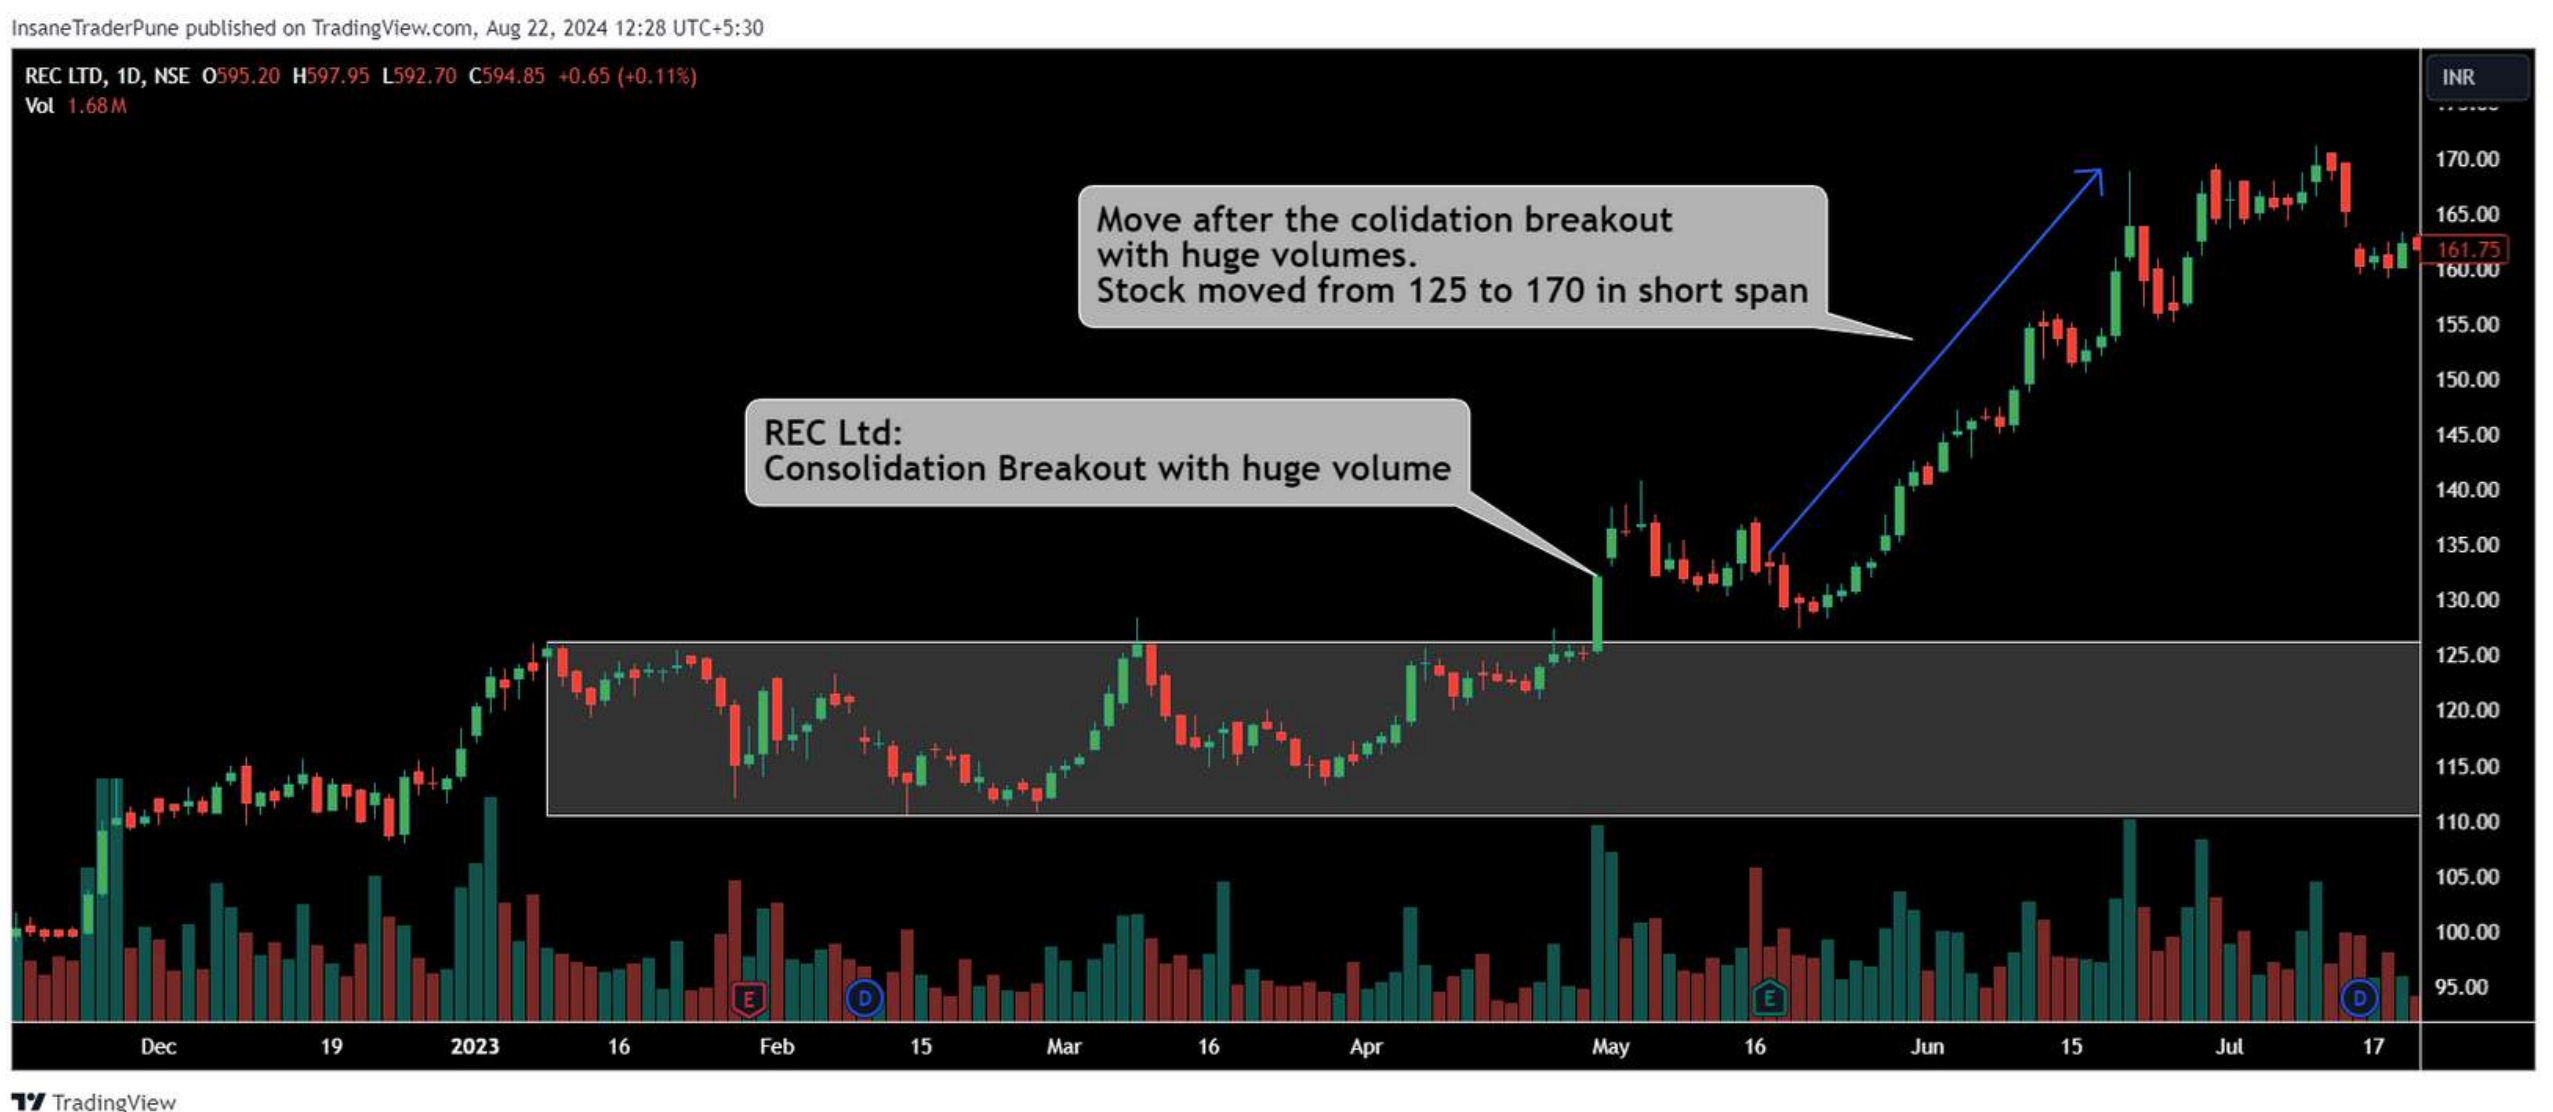 InsaneTraderPune published on TradingView.com, Aug 22, 2024 12:28 UTC+5:30
REC LTD, 1D, NSE O595.20 H597.95 L592.70 C594.85 +0.65 (+0.11%)
Vol 1.68M
INR
170.00
165.00
161.75
160.00
155.00
150.00
145.00
140.00
135.00
130.00
125.00
120.00
115.00
110.00
105.00
100.00
95.00
Move after the colidation breakout
with huge volumes.
Stock moved from 125 to 170 in short span
REC Ltd:
Consolidation Breakout with huge volume
E D E D
Dec 19 2023 16 Feb 15 Mar 16 Apr May 16 Jun 15 Jul 17
TradingView